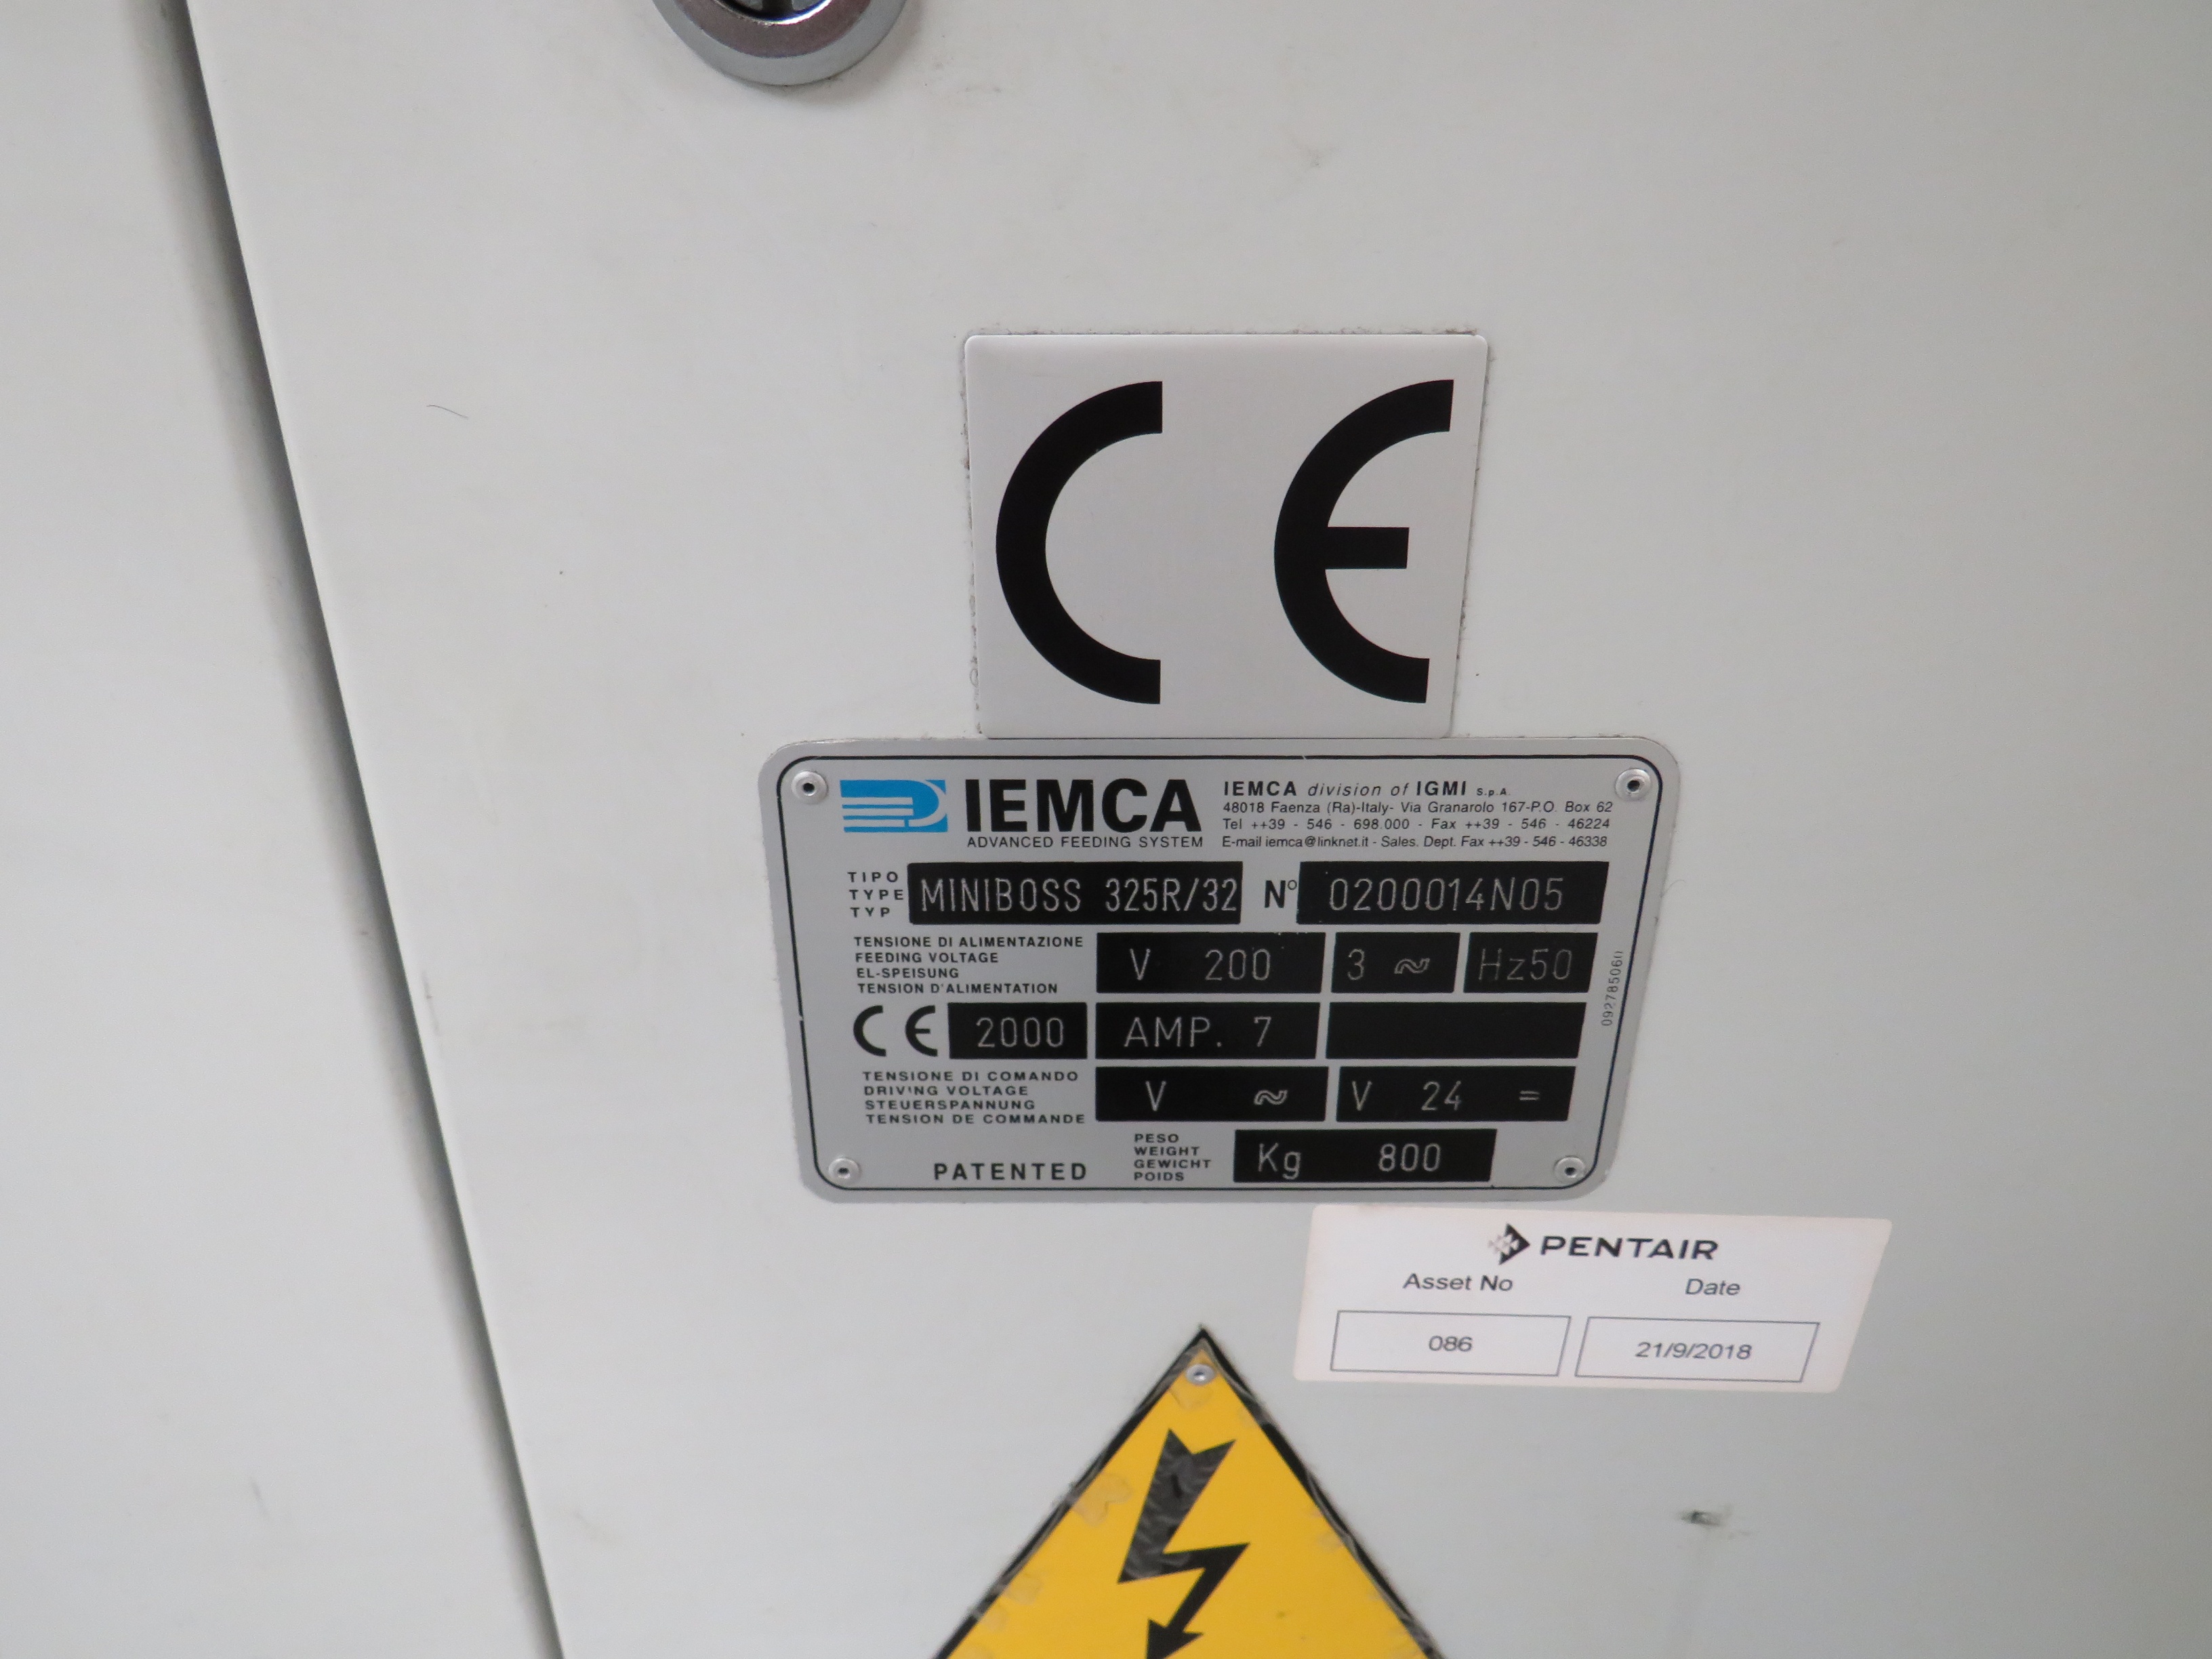 CE
IEMCA
ADVANCED FEEDING SYSTEM
IEMCA division of IGMI S.p.A.
48018 Faenza (Ra)-Italy- Via Granarolo 167-P.O. Box 62
Tel ++39 - 546 - 698.000 - Fax ++39 - 546 - 46224
E-mail iemca@linknet.it - Sales. Dept. Fax ++39 - 546 - 46338
TIPO
TYPE
TYP
MINIBOSS 325R/32
N° 0200014N05
TENSIONE DI ALIMENTAZIONE
FEEDING VOLTAGE
EL-SPEISUNG
TENSION D'ALIMENTATION
V 200 3 ~ Hz50
092785060
CE 2000 AMP. 7
TENSIONE DI COMANDO
DRIVING VOLTAGE
STEUERSPANNUNG
TENSION DE COMMANDE
V ~ V 24 =
PATENTED
PESO
WEIGHT
GEWICHT
POIDS
Kg 800
PENTAIR
Asset No Date
086 21/9/2018